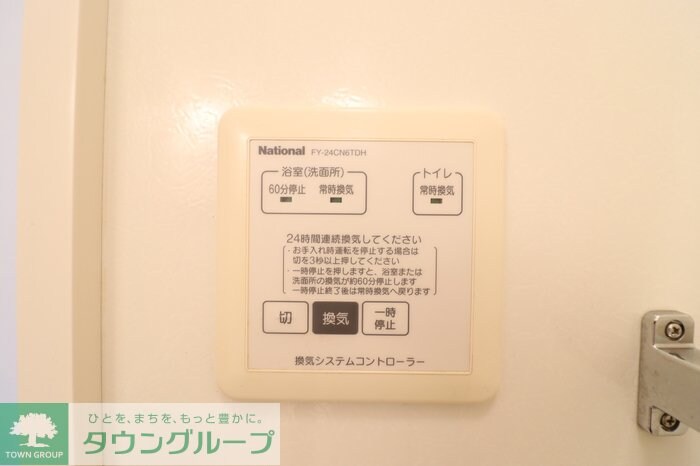 National FY-24CN6TDH
浴室(洗面所)
60分停止 常時換気
トイレ
常時換気
24時間連続換気してください
・お手入れ時運転を停止する場合は
切を3秒以上押してください
・一時停止を押しますと、浴室または
洗面所の換気が約60分停止します
一時停止終了後は常時換気へ戻ります
切
換気
一時
停止
換気システムコントローラー
TOWN GROUP
ひとを、まちを、もっと豊かに。
タウングループ